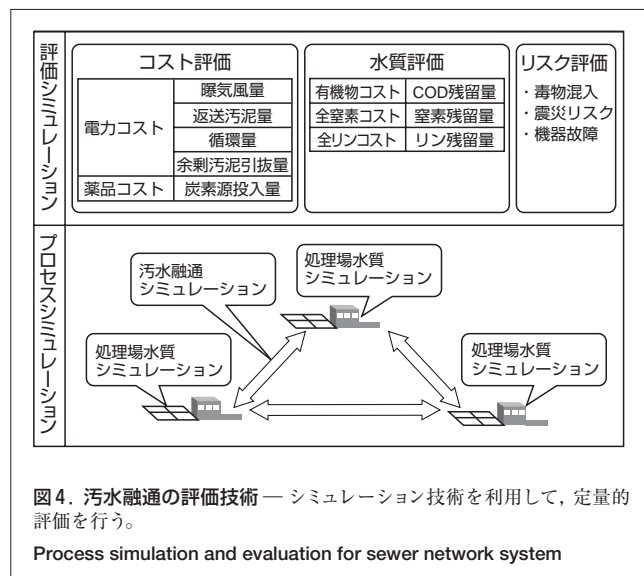 評価シミュレーション
コスト評価
電力コスト
曝気風量
返送汚泥量
循環量
余剰汚泥引抜量
薬品コスト 炭素源投入量
水質評価
有機物コスト COD残留量
全窒素コスト 窒素残留量
全リンコスト リン残留量
リスク評価
・毒物混入
・震災リスク
・機器故障
プロセスシミュレーション
汚水融通
シミュレーション
処理場水質
シミュレーション
処理場水質
シミュレーション
処理場水質
シミュレーション
図4. 汚水融通の評価技術 — シミュレーション技術を利用して, 定量的
評価を行う。
Process simulation and evaluation for sewer network system